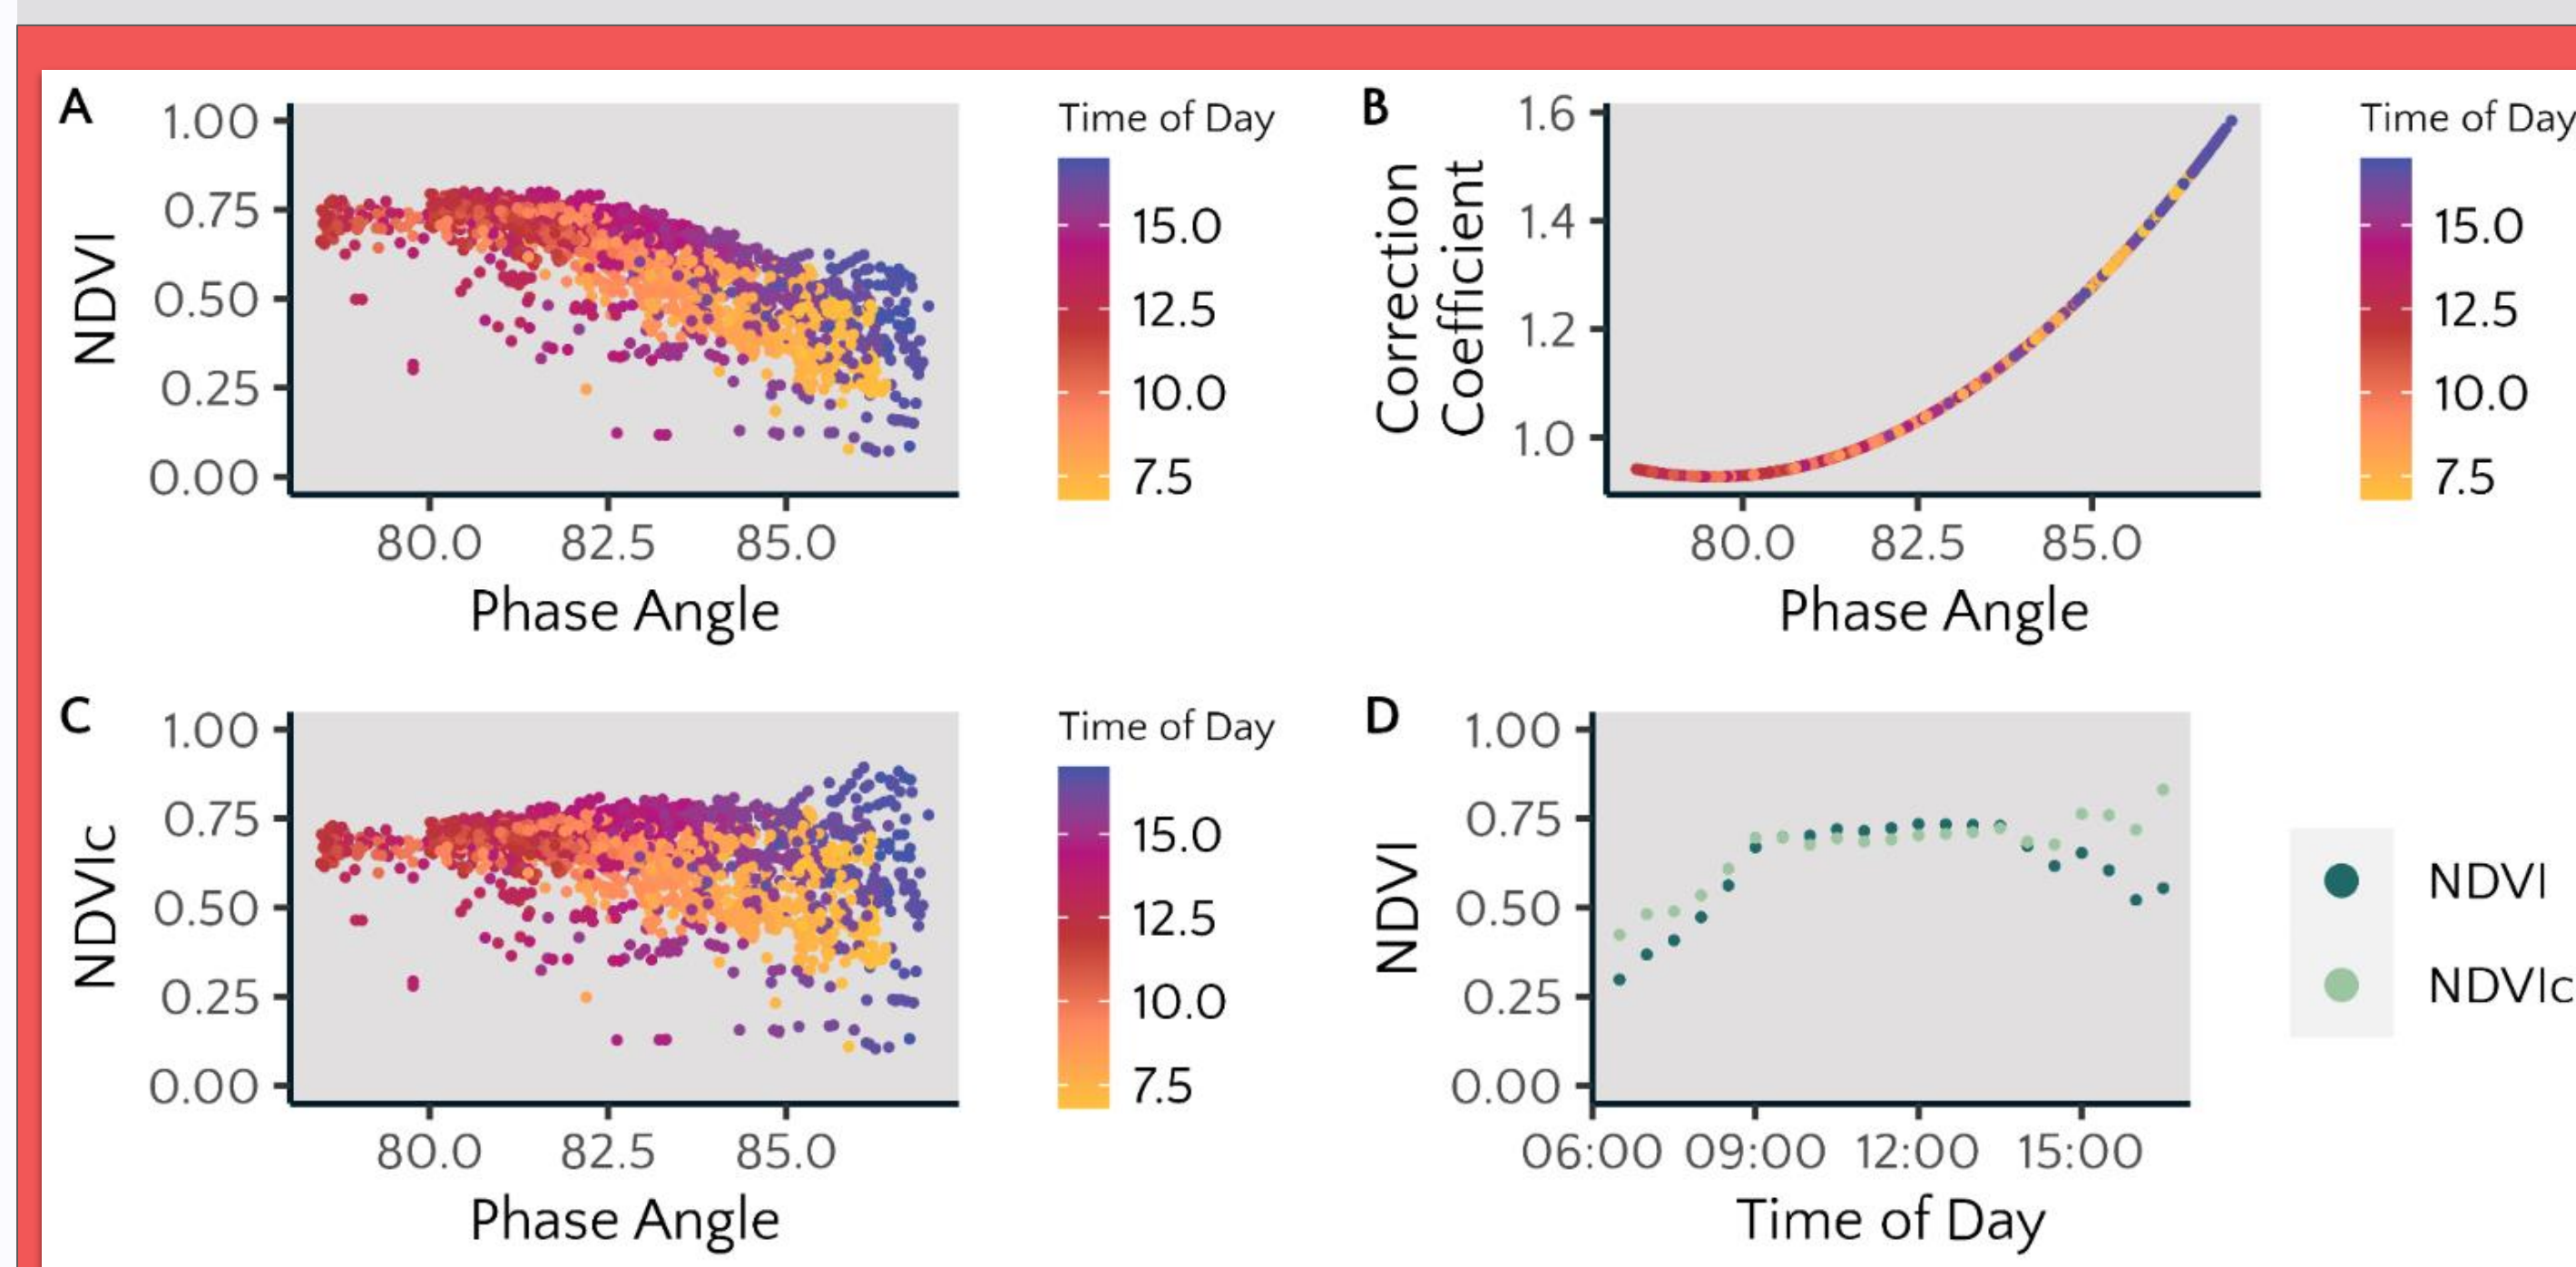 A
NDVI
1.00
0.75
0.50
0.25
0.00
80.0 82.5 85.0
Phase Angle
Time of Day
15.0
12.5
10.0
7.5
B
Correction
Coefficient
1.6
1.4
1.2
1.0
80.0 82.5 85.0
Phase Angle
Time of Day
15.0
12.5
10.0
7.5
C
NDVIc
1.00
0.75
0.50
0.25
0.00
80.0 82.5 85.0
Phase Angle
Time of Day
15.0
12.5
10.0
7.5
D
NDVI
1.00
0.75
0.50
0.25
0.00
06:00 09:00 12:00 15:00
Time of Day
NDVI
NDVIc